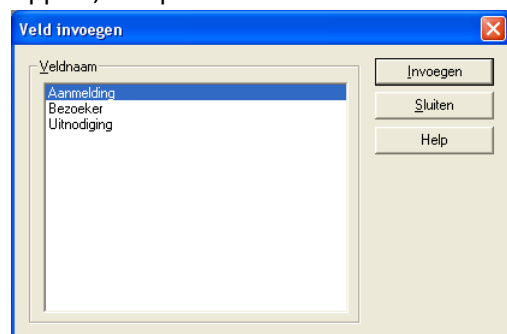 Veld invoegen
Veldnaam
Aanmelding
Bezoeker
Uitnodiging
Invoegen
Sluiten
Help